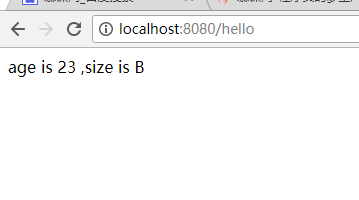 localhost:8080/hello
age is 23 ,size is B